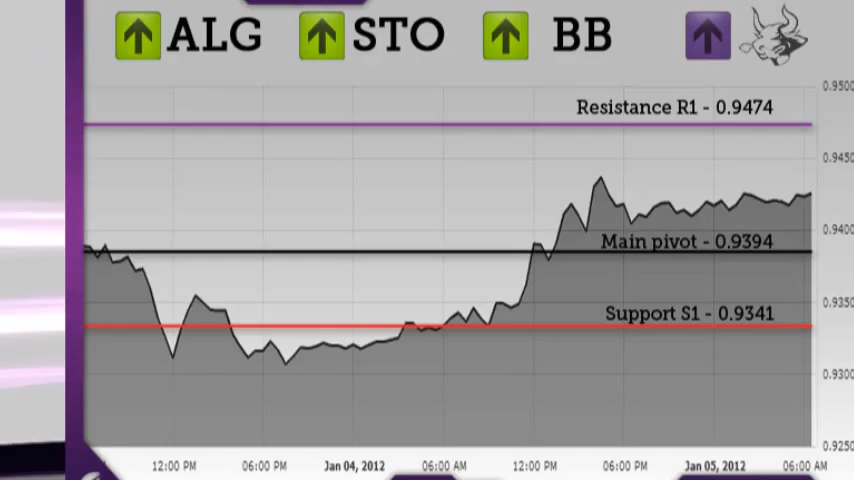 ALG STO BB
0.9500
Resistance R1 - 0.9474
0.9450
0.9400
Main pivot - 0.9394
0.9350
Support S1 - 0.9341
0.9300
0.9250
12:00 PM 06:00 PM Jan 04, 2012 06:00 AM 12:00 PM 06:00 PM Jan 05, 2012 06:00 AM